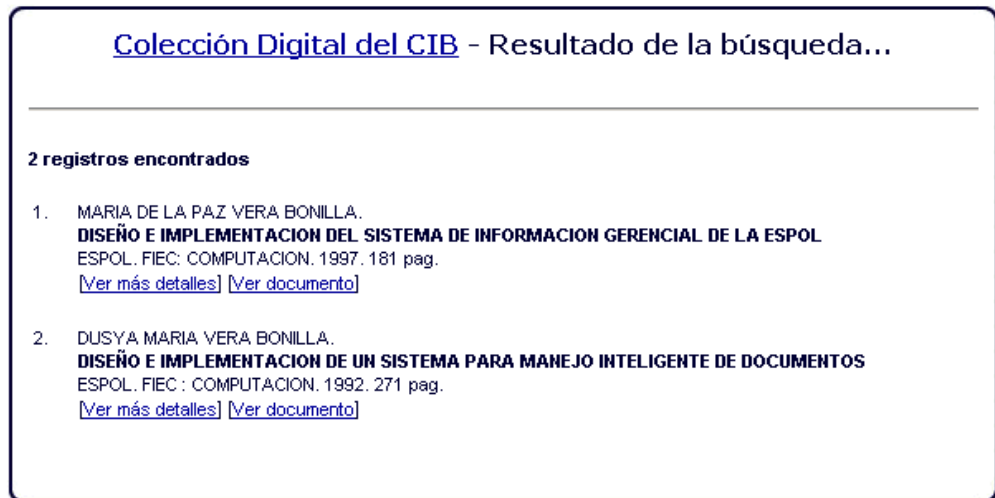 Colección Digital del CIB - Resultado de la búsqueda...
2 registros encontrados
1. MARIA DE LA PAZ VERA BONILLA.
DISEÑO E IMPLEMENTACION DEL SISTEMA DE INFORMACION GERENCIAL DE LA ESPOL
ESPOL. FIEC: COMPUTACION. 1997. 181 pag.
[Ver más detalles] [Ver documento]
2. DUSYA MARIA VERA BONILLA.
DISEÑO E IMPLEMENTACION DE UN SISTEMA PARA MANEJO INTELIGENTE DE DOCUMENTOS
ESPOL. FIEC : COMPUTACION. 1992. 271 pag.
[Ver más detalles] [Ver documento]